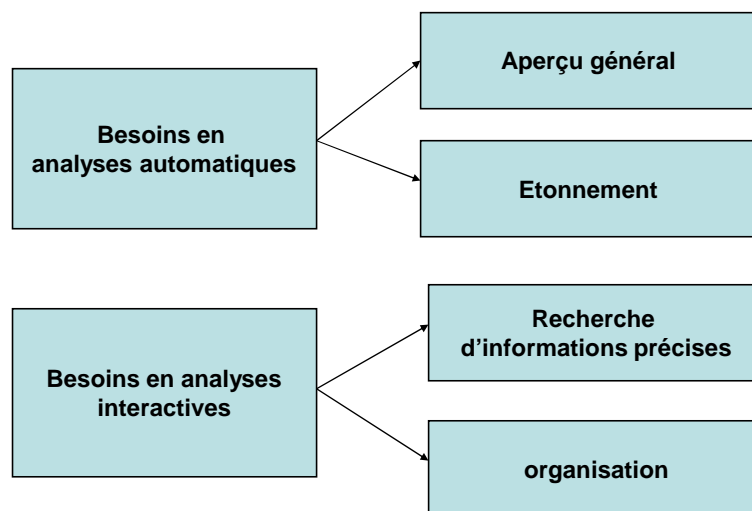 Aperçu général
Besoins en
analyses automatiques
Etonnement
Recherche
d’informations précises
Besoins en analyses
interactives
organisation